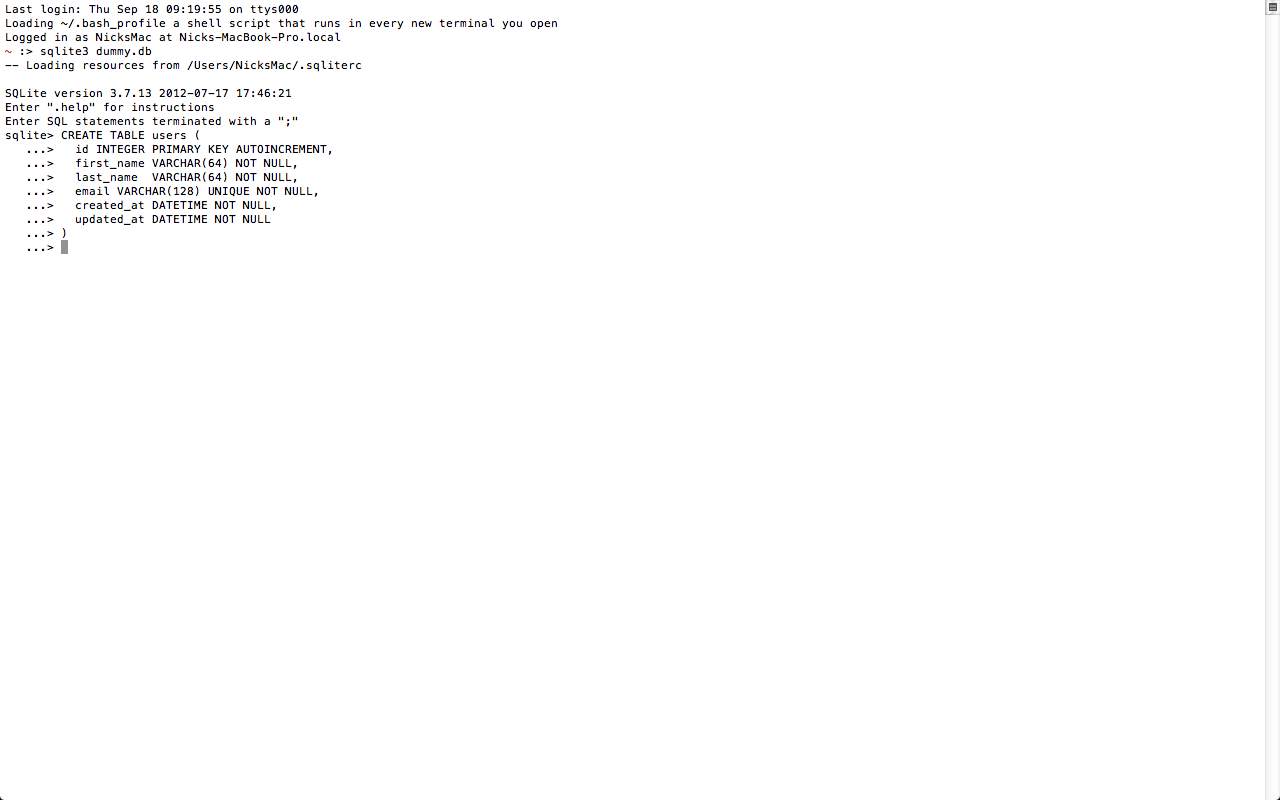 Last login: Thu Sep 18 09:19:55 on ttys000
Loading ~/.bash_profile a shell script that runs in every new terminal you open
Logged in as NicksMac at Nicks-MacBook-Pro.local
~ :> sqlite3 dummy.db
-- Loading resources from /Users/NicksMac/.sqliterc

SQLite version 3.7.13 2012-07-17 17:46:21
Enter ".help" for instructions
Enter SQL statements terminated with a ";"
sqlite> CREATE TABLE users (
   ...>   id INTEGER PRIMARY KEY AUTOINCREMENT,
   ...>   first_name VARCHAR(64) NOT NULL,
   ...>   last_name  VARCHAR(64) NOT NULL,
   ...>   email VARCHAR(128) UNIQUE NOT NULL,
   ...>   created_at DATETIME NOT NULL,
   ...>   updated_at DATETIME NOT NULL
   ...> )
   ...>